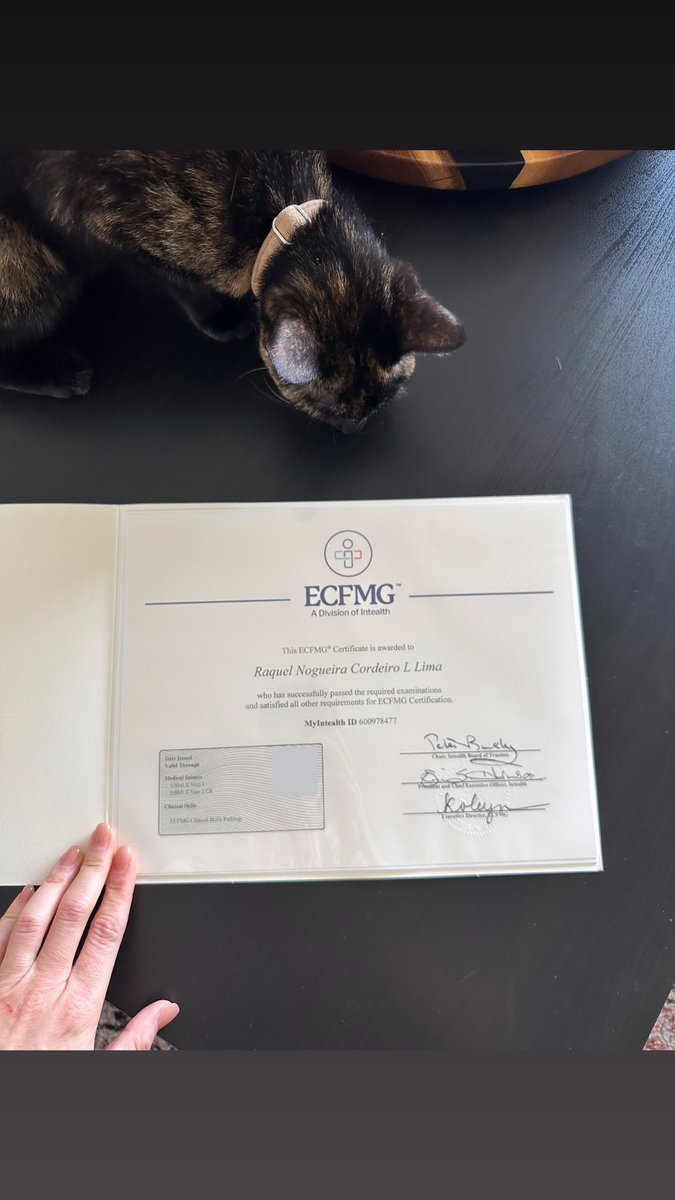 ECFMG™
A Division of Intealth
This ECFMG® Certificate is awarded to
Raquel Nogueira Cordeiro L Lima
who has successfully passed the required examinations
and satisfied all other requirements for ECFMG Certification.
MyIntealth ID 600978477
Date Issued
Valid Through
Medical Science
USMLE Step 1
USMLE Step 2 CK
Clinical Skills
ECFMG Clinical Skills Pathway
Chair, Intealth Board of Trustees
President and Chief Executive Officer, Intealth
Executive Director, ECFMG